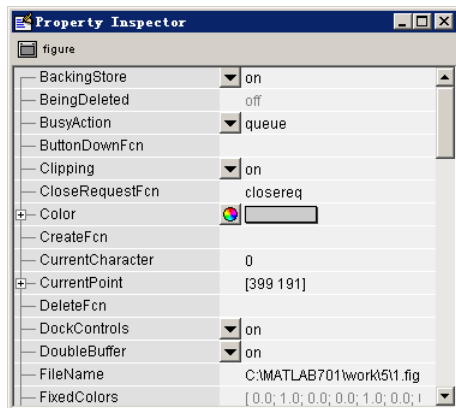 Property Inspector
figure
BackingStore on
BeingDeleted off
BusyAction queue
ButtonDownFcn
Clipping on
CloseRequestFcn closereq
Color
CreateFcn
CurrentCharacter 0
CurrentPoint [399 191]
DeleteFcn
DockControls on
DoubleBuffer on
FileName C:\MATLAB701\work\5\1.fig
FixedColors [ 0.0; 1.0; 0.0; 0.0; 1.0; 0.0;